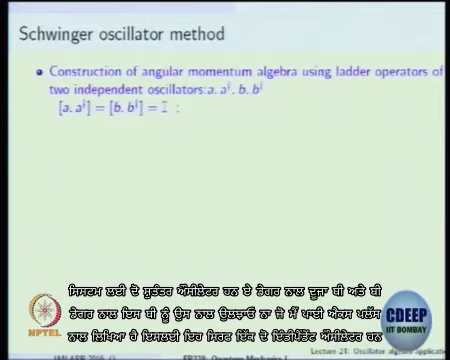 Schwinger oscillator method
Construction of angular momentum algebra using ladder operators of
two independent oscillators:a, a†, b, b†
[a, a†] = [b, b†] = I ;
ਸਿਸਟਮ ਲਈ ਦੋ ਸੁਤੰਤਰ ਔਸੀਲੇਟਰ ਹਨ ਏ ਡੈਗਰ ਨਾਲ ਦੂਜਾ ਬੀ ਅਤੇ ਬੀ
ਡੈਗਰ ਨਾਲ ਇਸ ਬੀ ਨੂੰ ਉਸ ਨਾਲ ਉਲਝਾਓ ਨਾ ਜੋ ਮੈਂ ਪਾਈ ਐਕਸ ਪਲੱਸ
ਨਾਲ ਲਿਖਿਆ ਹੈ ਇਸਲਈ ਇਹ ਸਿਰਫ ਇੱਕ ਦੋ ਇੰਡੀਪੈਂਡੈਂਟ ਔਸੀਲੇਟਰ ਹਨ
NPTEL
CDEEP
IIT BOMBAY
Lecture 24: Oscillator algebra applicatio